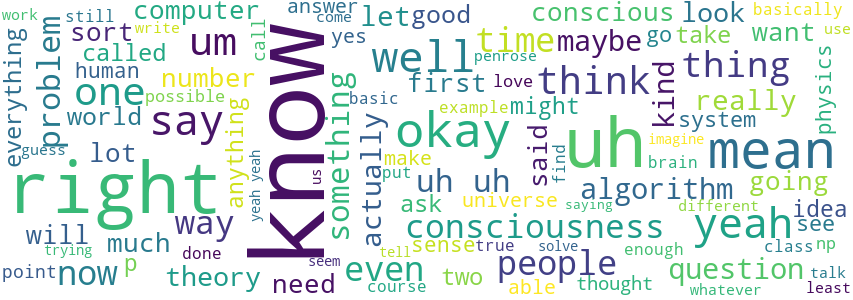 work still computer answer come let good conscious look basically
write um call yes okay time maybe go take want use
everything problem sort called human number possible well first love think kind thing really physics
one world say know something basic penrose example might said system
guess lot anything us actually make put uh find imagine mean brain
right way yeah yeah uh uh ask universe saying algorithm different going idea
will much trying done seem consciousness sense true solve enough yeah see class np
point now p theory need even course tell two able people thought question whatever talk least